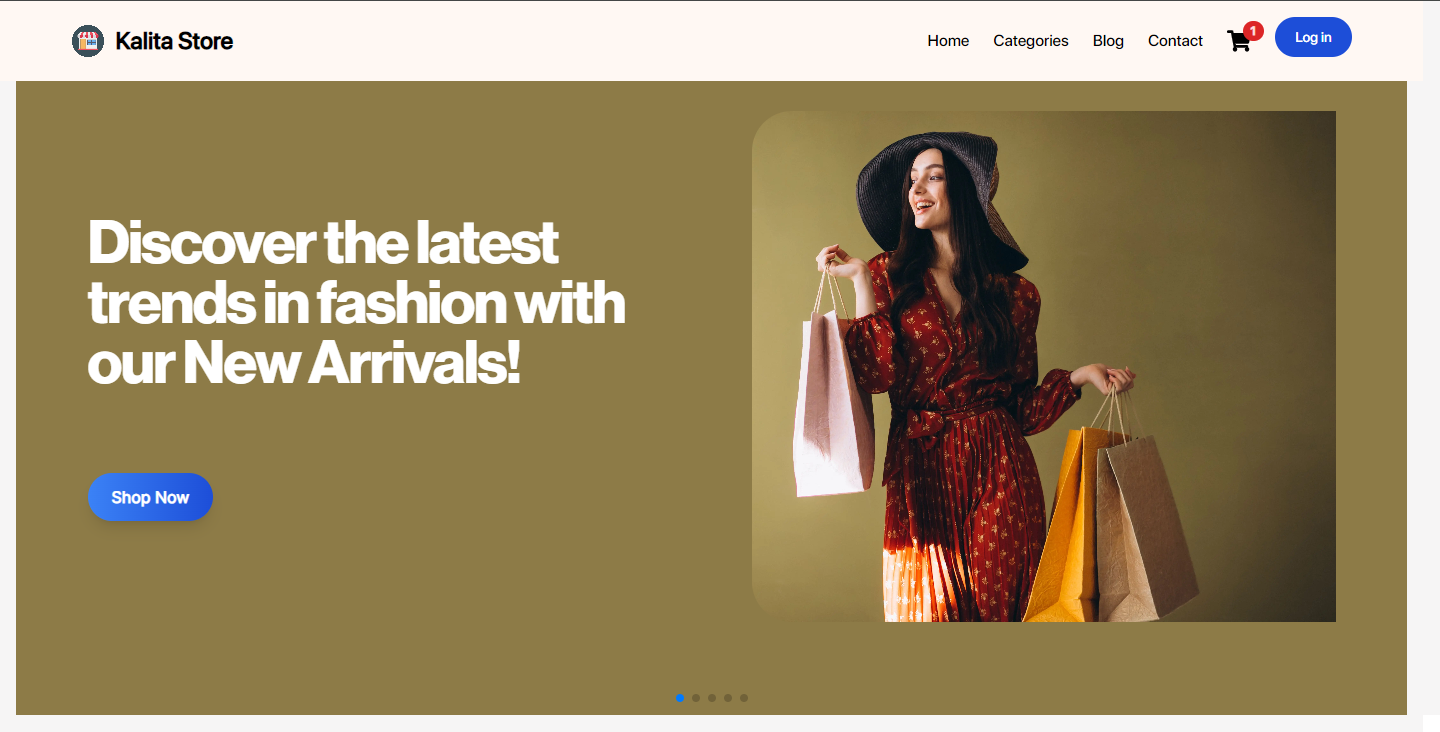 Kalita Store
Home
Categories
Blog
Contact
1
Log in
Discover the latest
trends in fashion with
our New Arrivals!
Shop Now